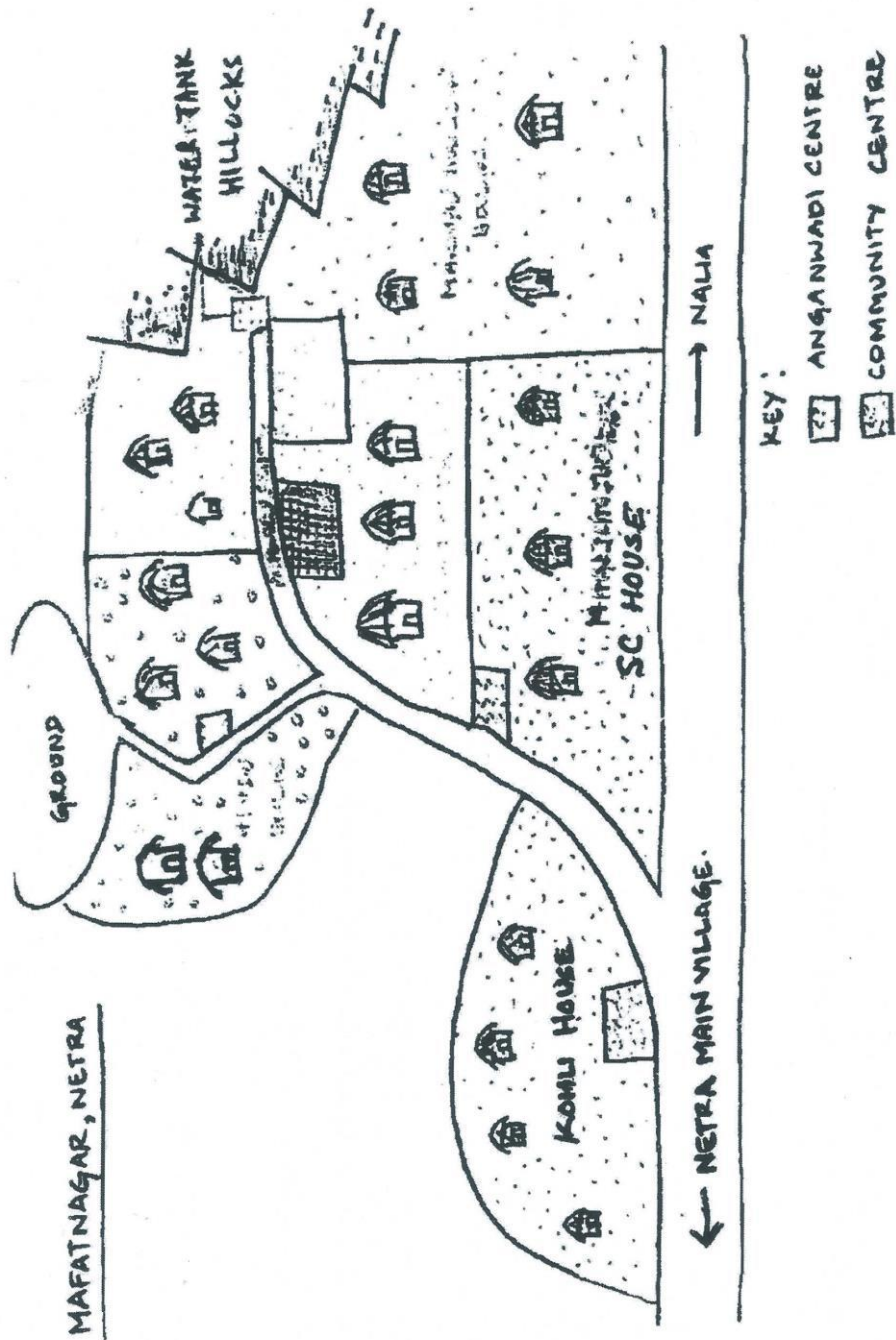 MAFATNAGAR, NETRA
GROUND
WATER TANK
HILLOCKS
SC HOUSE
KOHLI HOUSE
← NETRA MAIN VILLAGE.
→ NALIA
KEY:
ANGANWADI CENTRE
COMMUNITY CENTRE